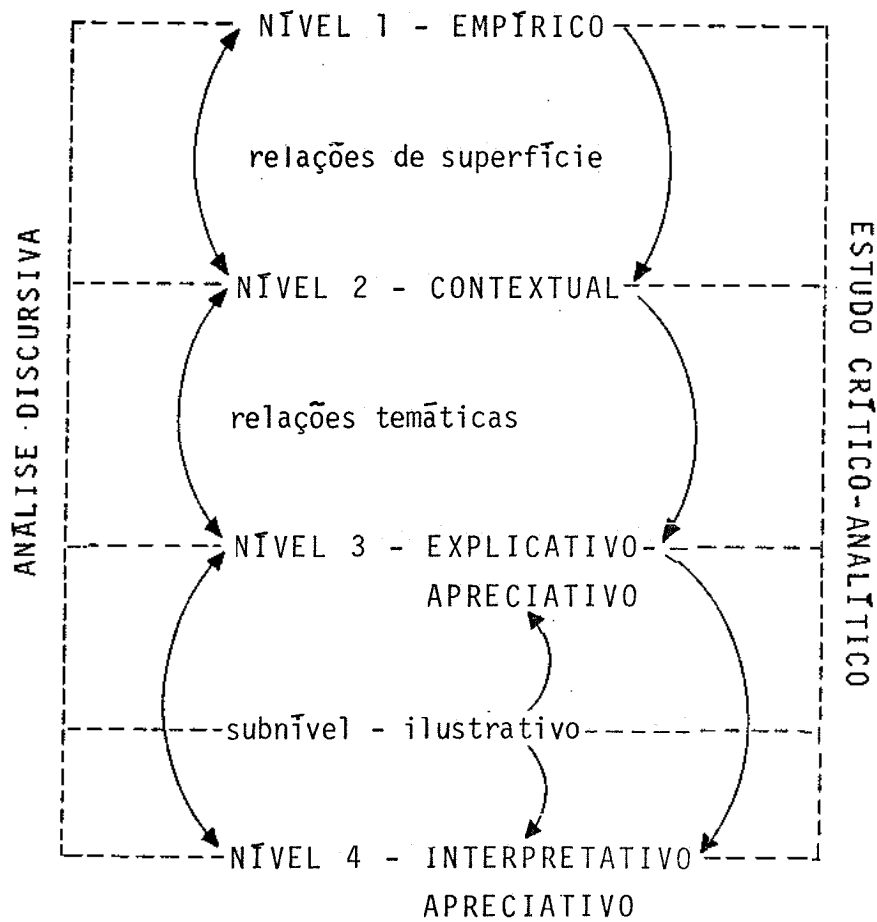 NÍVEL 1 - EMPÍRICO
relações de superfície
NÍVEL 2 - CONTEXTUAL
relações temáticas
NÍVEL 3 - EXPLICATIVO
APRECIATIVO
subnível - ilustrativo
NÍVEL 4 - INTERPRETATIVO
APRECIATIVO
ANÁLISE DISCURSIVA
ESTUDO CRÍTICO-ANALÍTICO